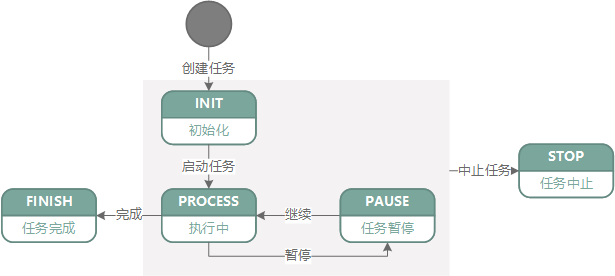 创建任务
INIT
初始化
启动任务
STOP
任务中止
中止任务
FINISH
任务完成
完成
PROCESS
执行中
继续
PAUSE
任务暂停
暂停